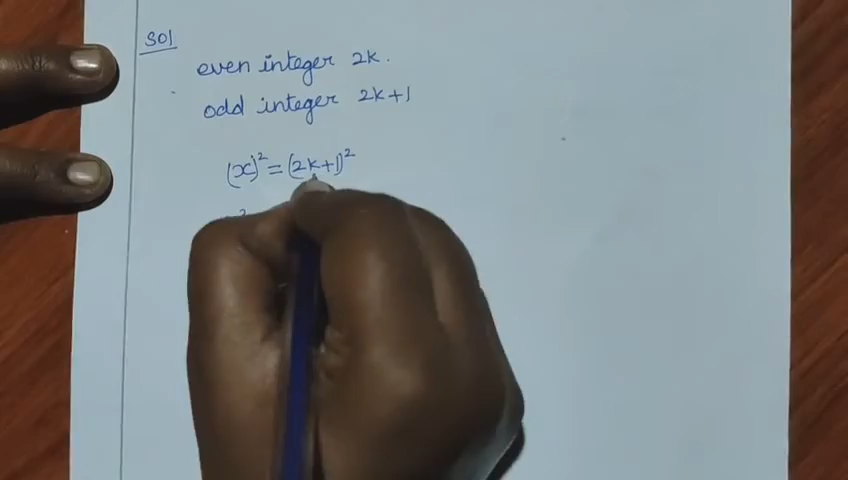 Sol
even integer 2k.
odd integer 2k+1
(x)² = (2k+1)²